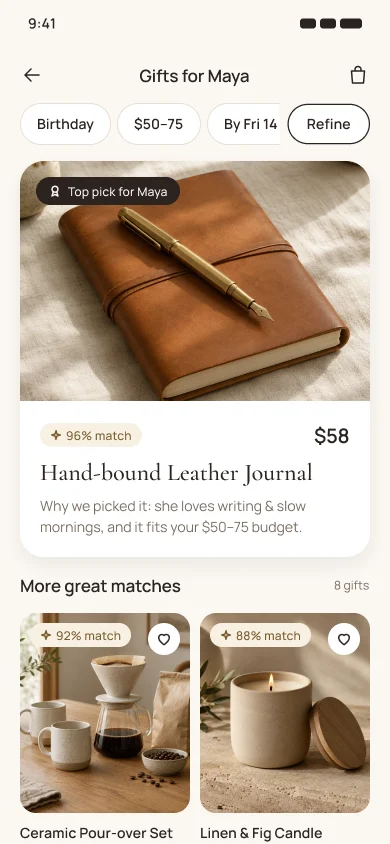 9:41
Gifts for Maya
Birthday
$50–75
By Fri 14
Refine
Top pick for Maya
96% match
$58
Hand-bound Leather Journal
Why we picked it: she loves writing & slow
mornings, and it fits your $50–75 budget.
More great matches
8 gifts
92% match
88% match
Ceramic Pour-over Set
Linen & Fig Candle